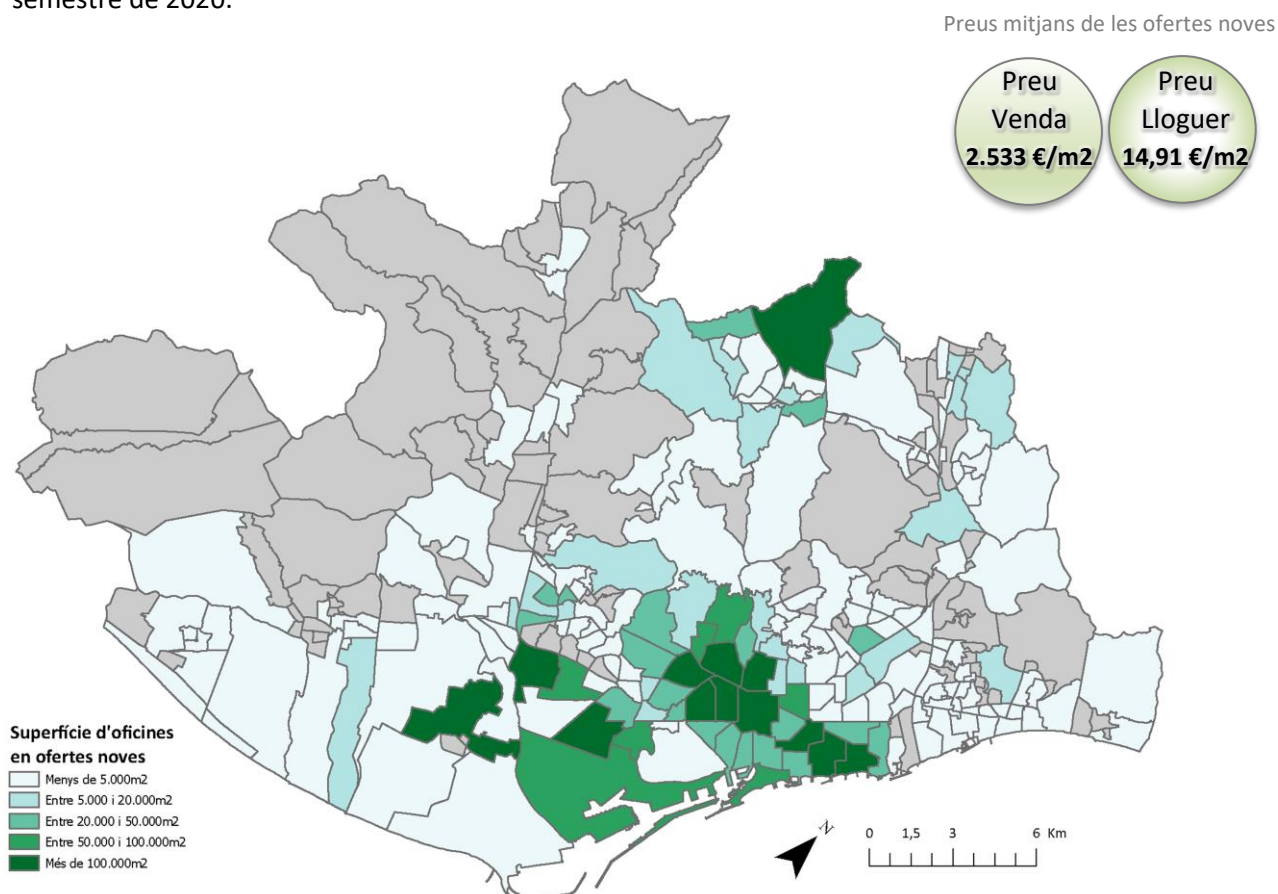 semestre de 2020.
Preus mitjans de les ofertes noves
Preu
Venda
2.533 €/m2
Preu
Lloguer
14,91 €/m2
Superfície d'oficines
en ofertes noves
Menys de 5.000m2
Entre 5.000 i 20.000m2
Entre 20.000 i 50.000m2
Entre 50.000 i 100.000m2
Més de 100.000m2
N
0 1,5 3 6 Km